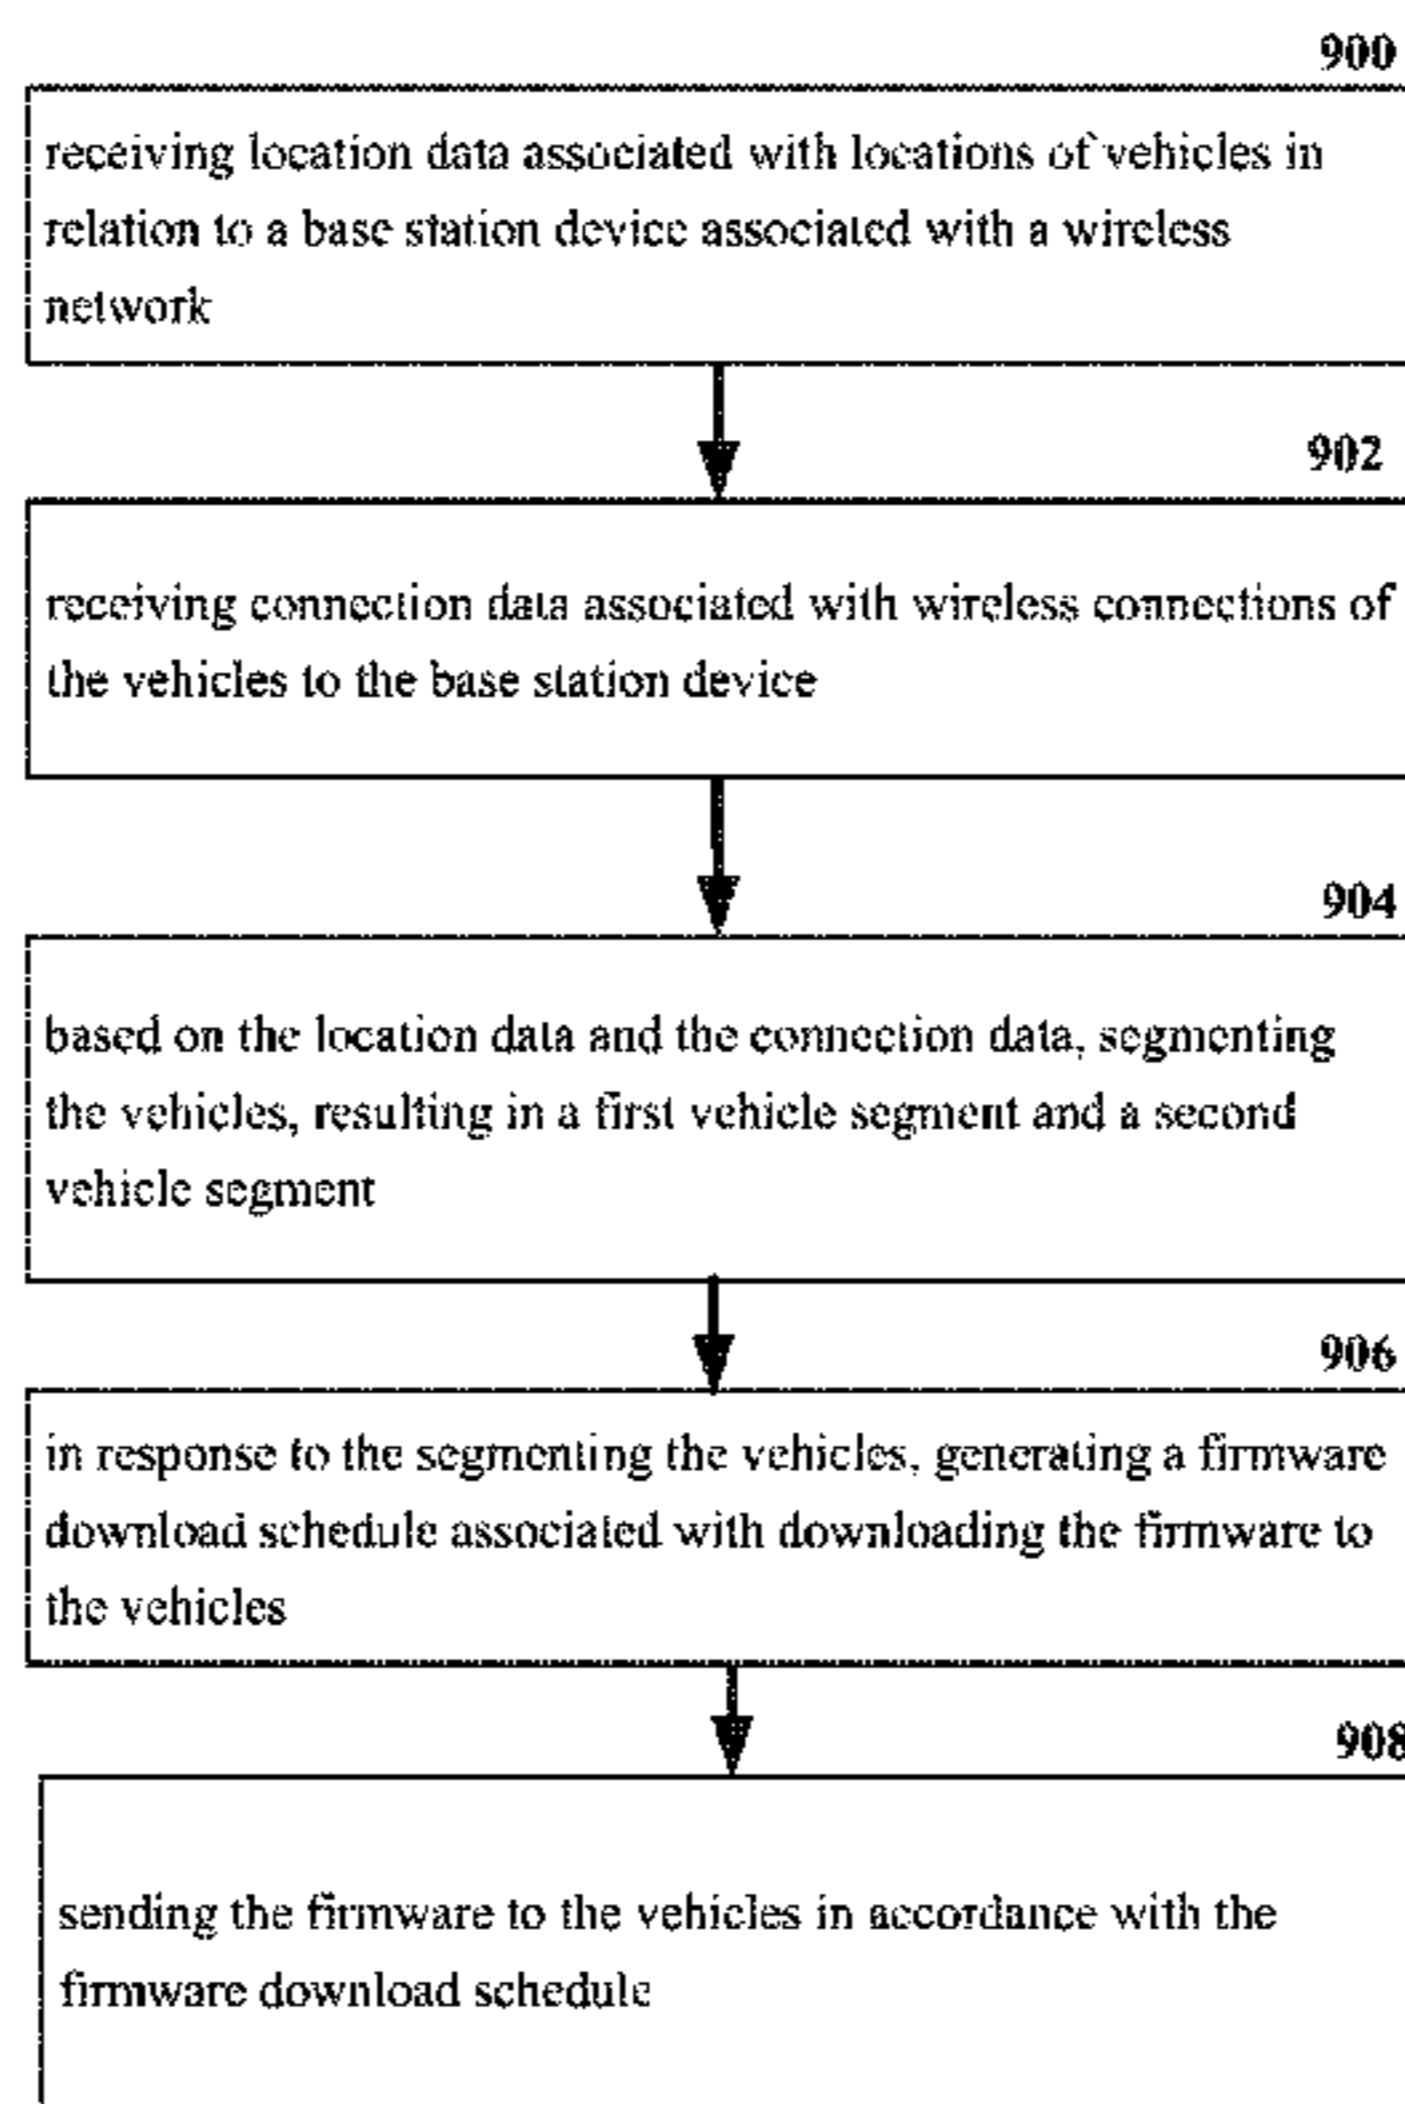 900
receiving location data associated with locations of vehicles in
relation to a base station device associated with a wireless
network
902
receiving connection data associated with wireless connections of
the vehicles to the base station device
904
based on the location data and the connection data, segmenting
the vehicles, resulting in a first vehicle segment and a second
vehicle segment
906
in response to the segmenting the vehicles, generating a firmware
download schedule associated with downloading the firmware to
the vehicles
908
sending the firmware to the vehicles in accordance with the
firmware download schedule